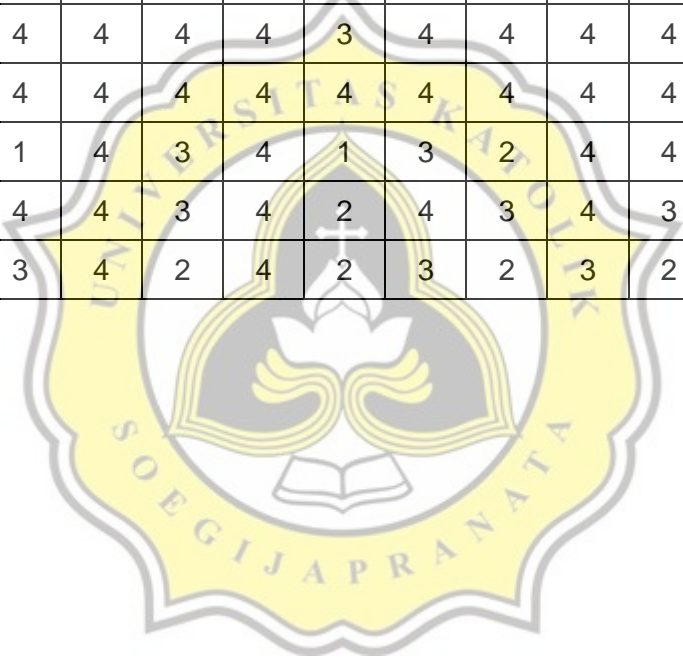 4 4 4 4 3 4 4 4 4
4 4 4 4 4 4 4 4 4
1 4 3 4 1 3 2 4 4
4 4 3 4 2 4 3 4 3
3 4 2 4 2 3 2 3 2
UNIVERSITAS KATOLIK
SOEGIJAPRANATA